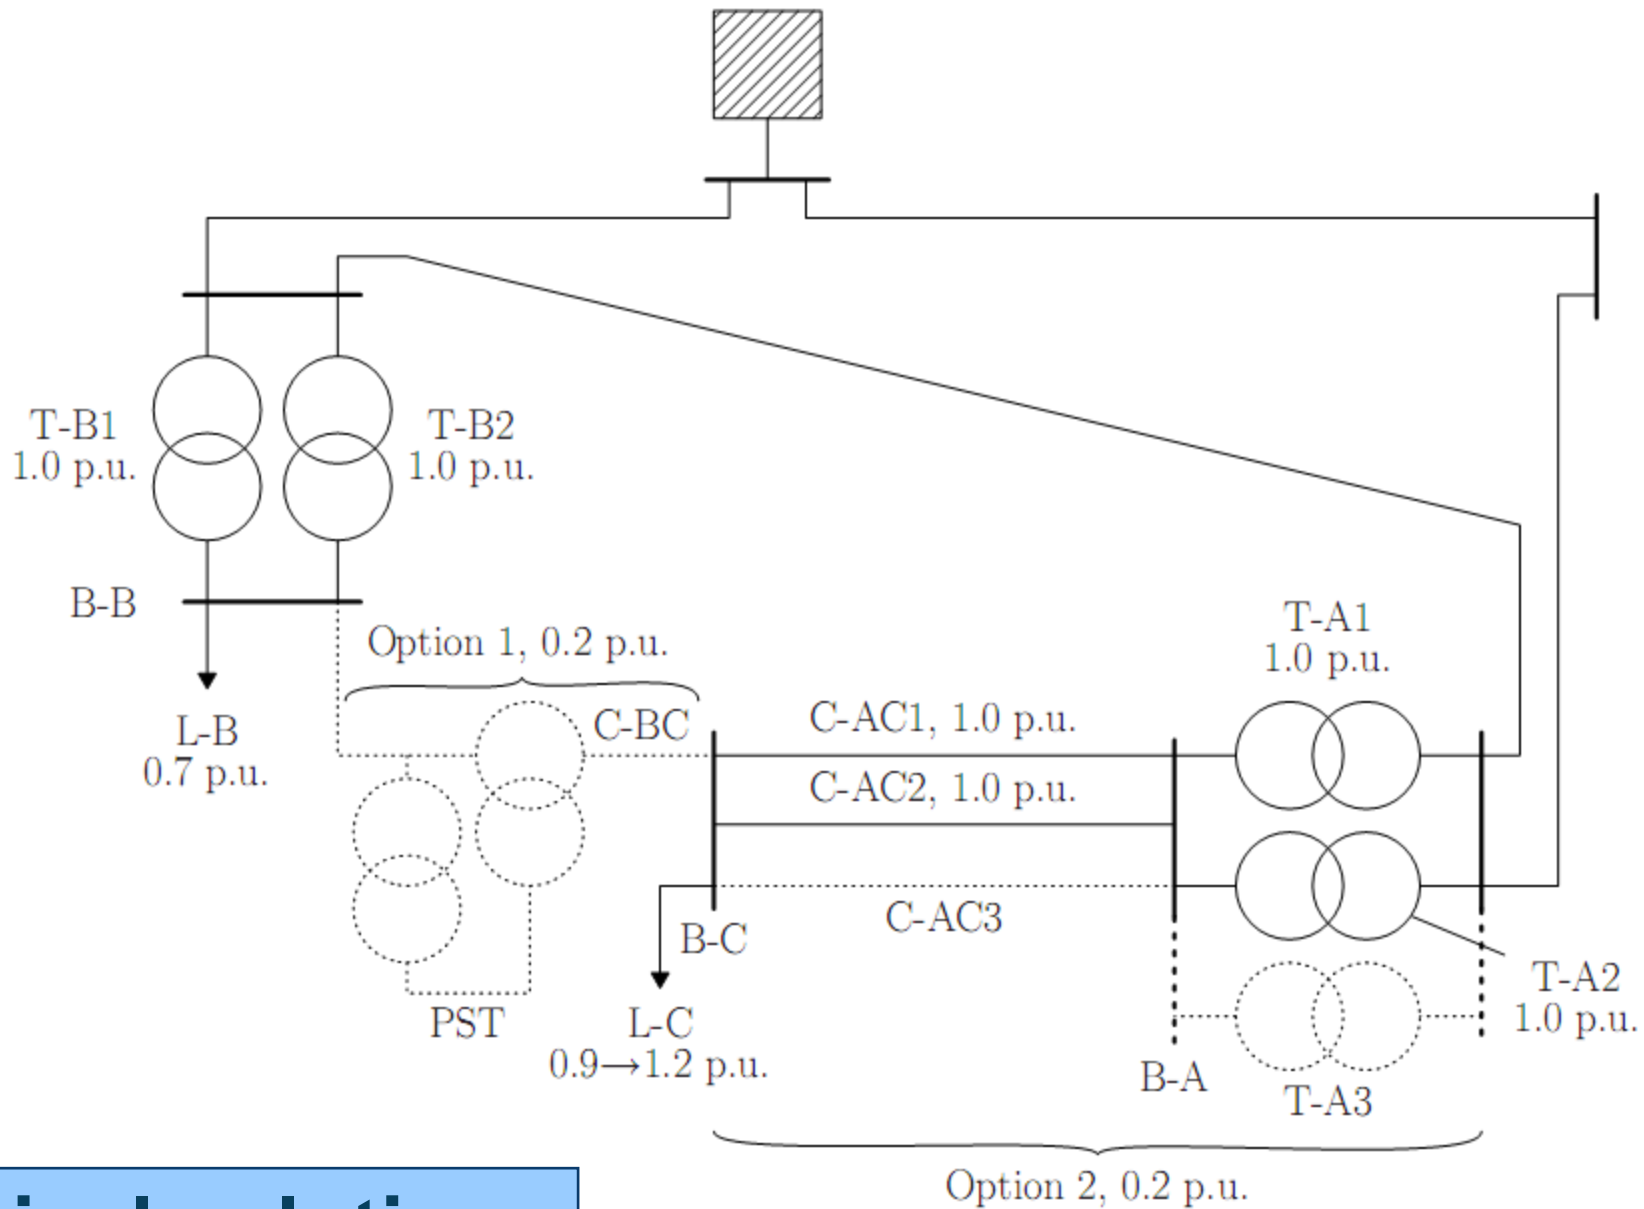 T-B1
1.0 p.u.
T-B2
1.0 p.u.
B-B
Option 1, 0.2 p.u.
L-B
0.7 p.u.
C-BC
C-AC1, 1.0 p.u.
C-AC2, 1.0 p.u.
C-AC3
T-A1
1.0 p.u.
B-C
PST
L-C
0.9→1.2 p.u.
T-A2
1.0 p.u.
B-A
T-A3
Option 2, 0.2 p.u.